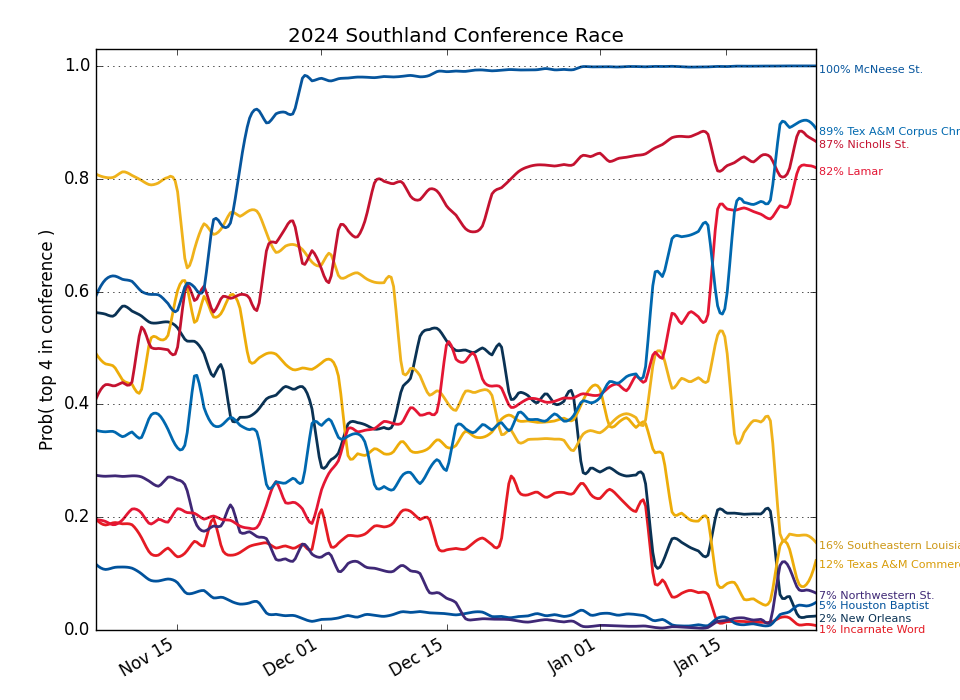 2024 Southland Conference Race
Prob( top 4 in conference )
1.0
0.8
0.6
0.4
0.2
0.0
Nov 15
Dec 01
Dec 15
Jan 01
Jan 15
100% McNeese St.
89% Tex A&M Corpus Chr
87% Nicholls St.
82% Lamar
16% Southeastern Louisia
12% Texas A&M Commer
7% Northwestern St.
5% Houston Baptist
2% New Orleans
1% Incarnate Word